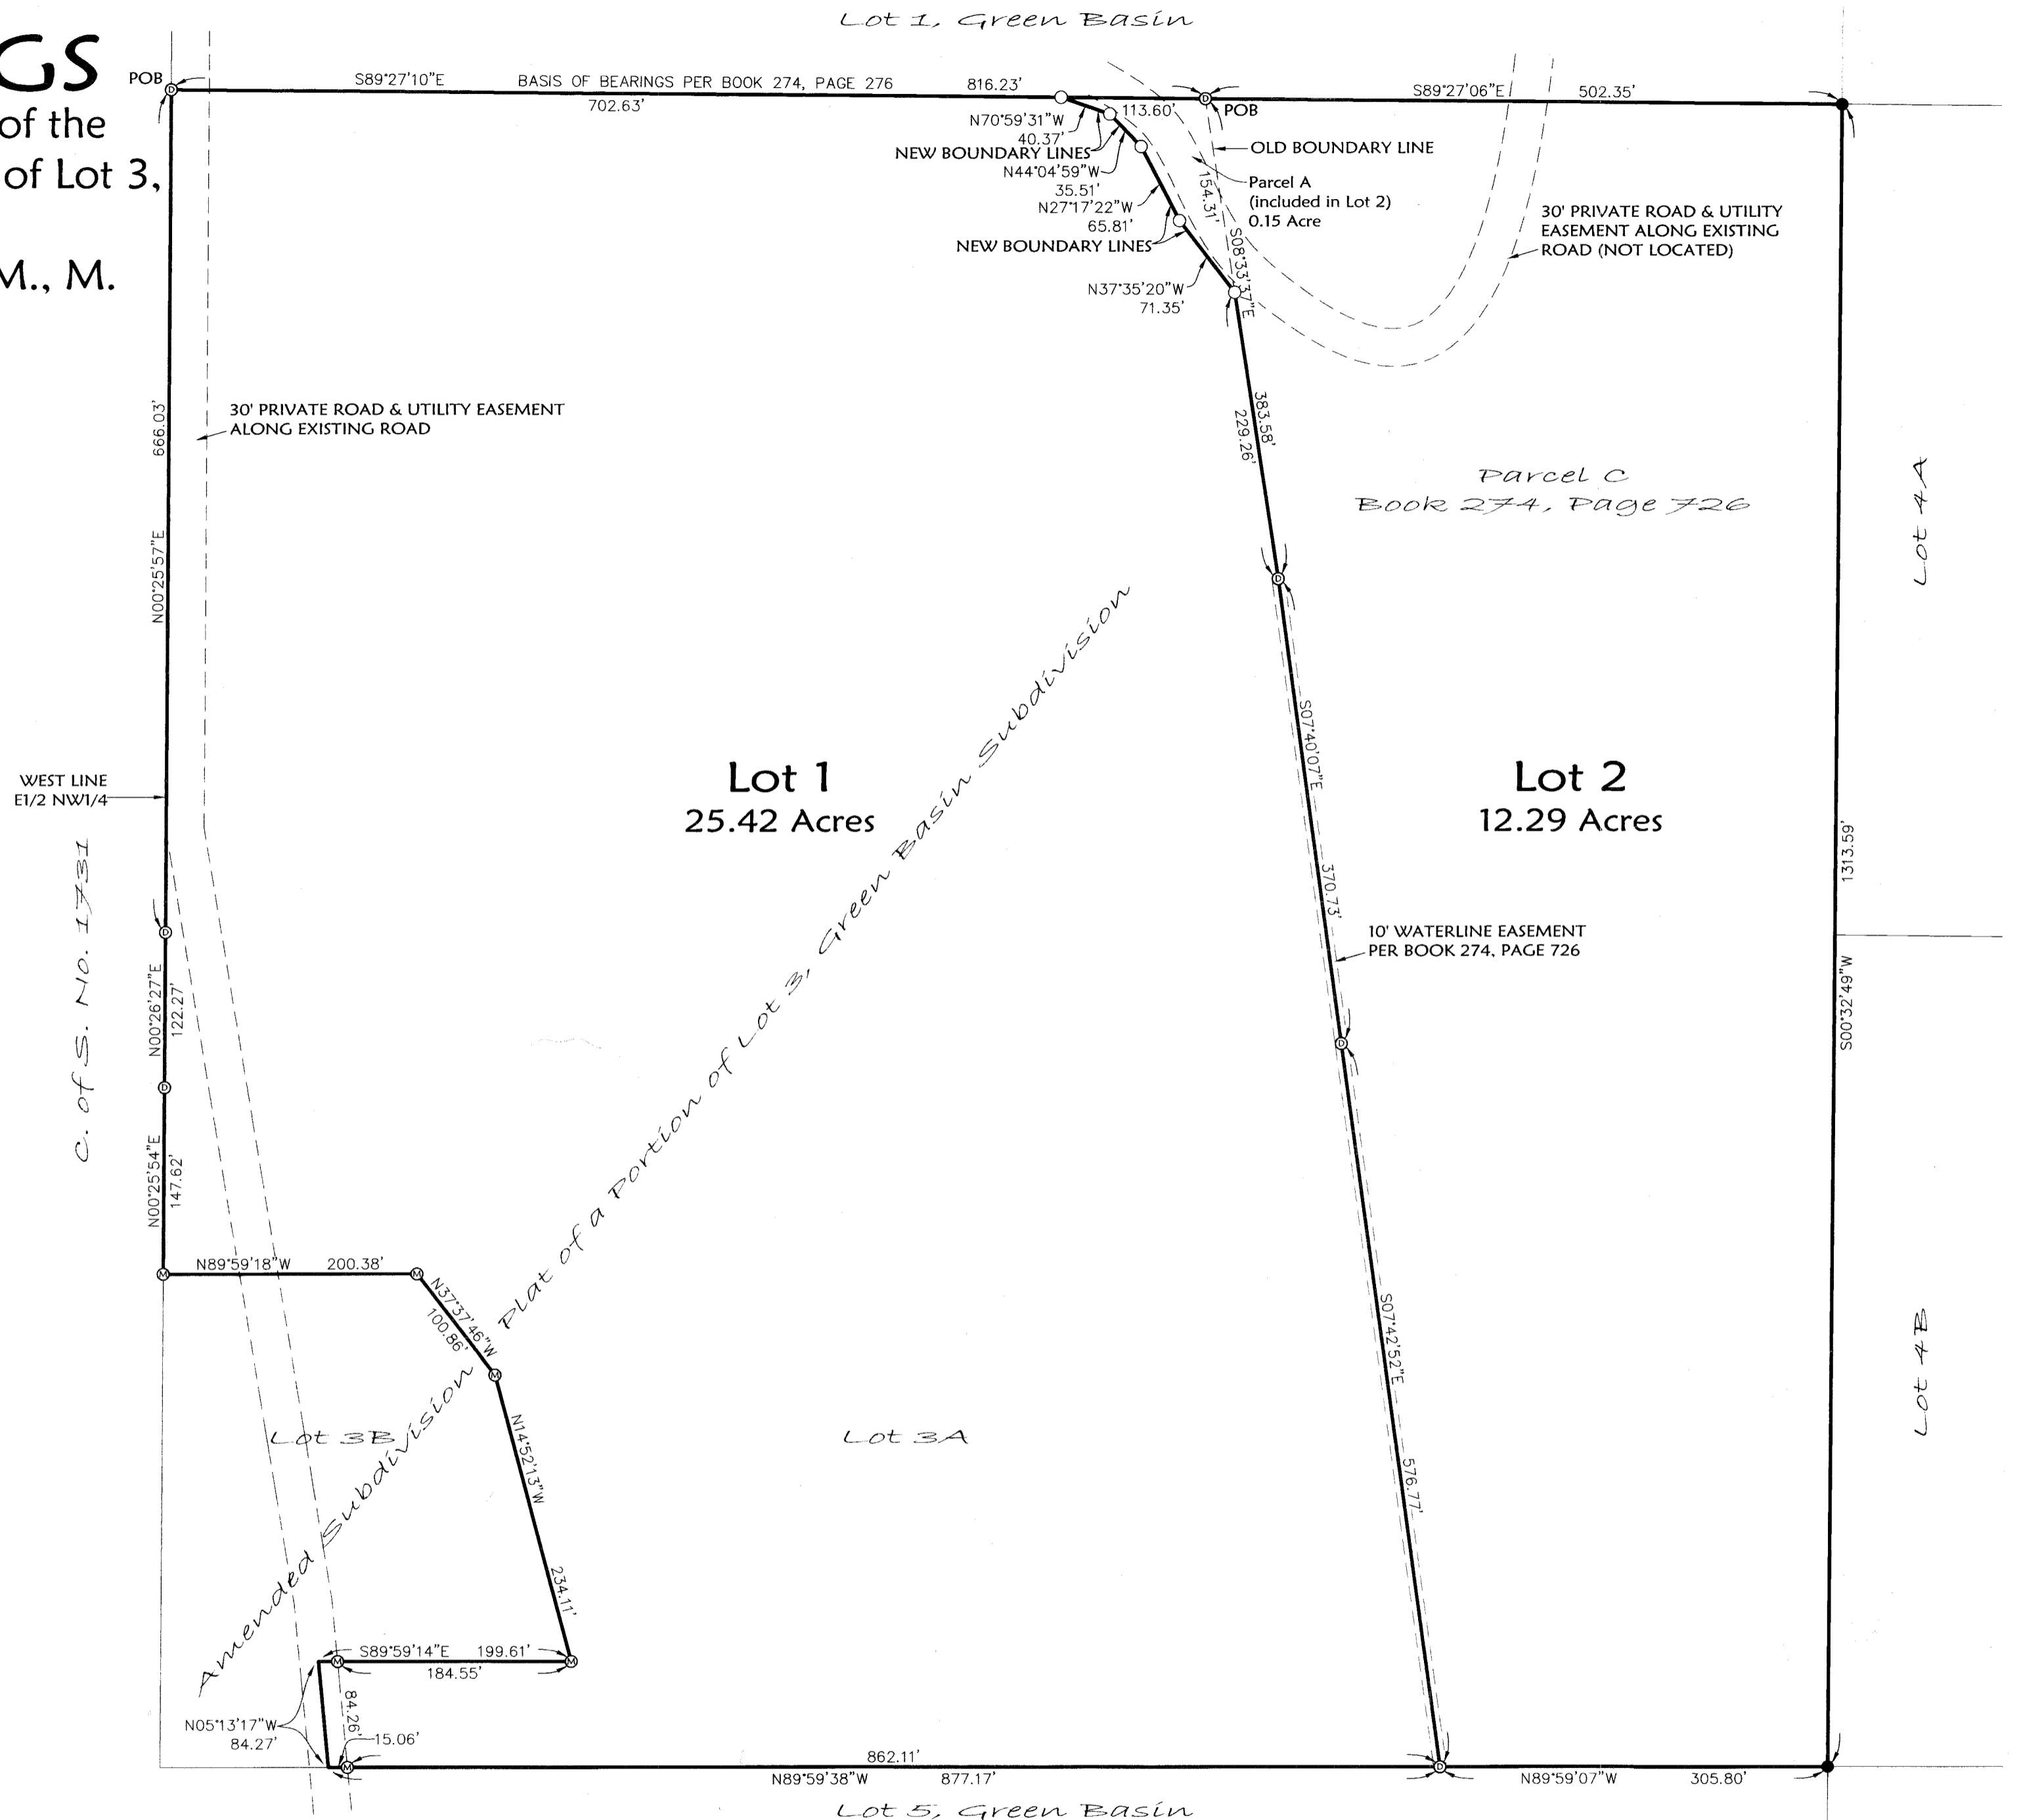 Lot 1, Green Basin
GS
of the
of Lot 3,
M., M.
POB
S89°27'10"E
BASIS OF BEARINGS PER BOOK 274, PAGE 276
816.23'
702.63'
113.60'
POB
S89°27'06"E
502.35'
N70°59'31"W
40.37'
NEW BOUNDARY LINES
N44°04'59"W
35.51'
N27°17'22"W
65.81'
NEW BOUNDARY LINES
N37°35'20"W
71.35'
OLD BOUNDARY LINE
154.31'
S08°33'37"E
Parcel A
(included in Lot 2)
0.15 Acre
30' PRIVATE ROAD & UTILITY
EASEMENT ALONG EXISTING
ROAD (NOT LOCATED)
666.03'
N00°25'57"E
30' PRIVATE ROAD & UTILITY EASEMENT
ALONG EXISTING ROAD
383.58'
229.26'
Parcel C
Book 274, Page 726
Lot 4A
WEST LINE
E1/2 NW1/4
Lot 1
25.42 Acres
S07°40'07"E
370.73'
Lot 2
12.29 Acres
1313.59'
S00°32'49"W
10' WATERLINE EASEMENT
PER BOOK 274, PAGE 726
C. of S. No. 1731
N00°26'27"E
122.27'
N00°25'54"E
147.62'
N89°59'18"W
200.38'
N37°37'46"W
100.86'
Amended Subdivision Plat of a Portion of Lot 3, Green Basin Subdivision
N14°52'13"W
234.11'
Lot 3B
Lot 3A
S07°42'52"E
576.77'
Lot 4B
S89°59'14"E
199.61'
184.55'
N05°13'17"W
84.27'
84.26'
15.06'
862.11'
N89°59'38"W
877.17'
N89°59'07"W
305.80'
Lot 5, Green Basin
D
D
D
D
D
D
D
M
M
M
M
M
M